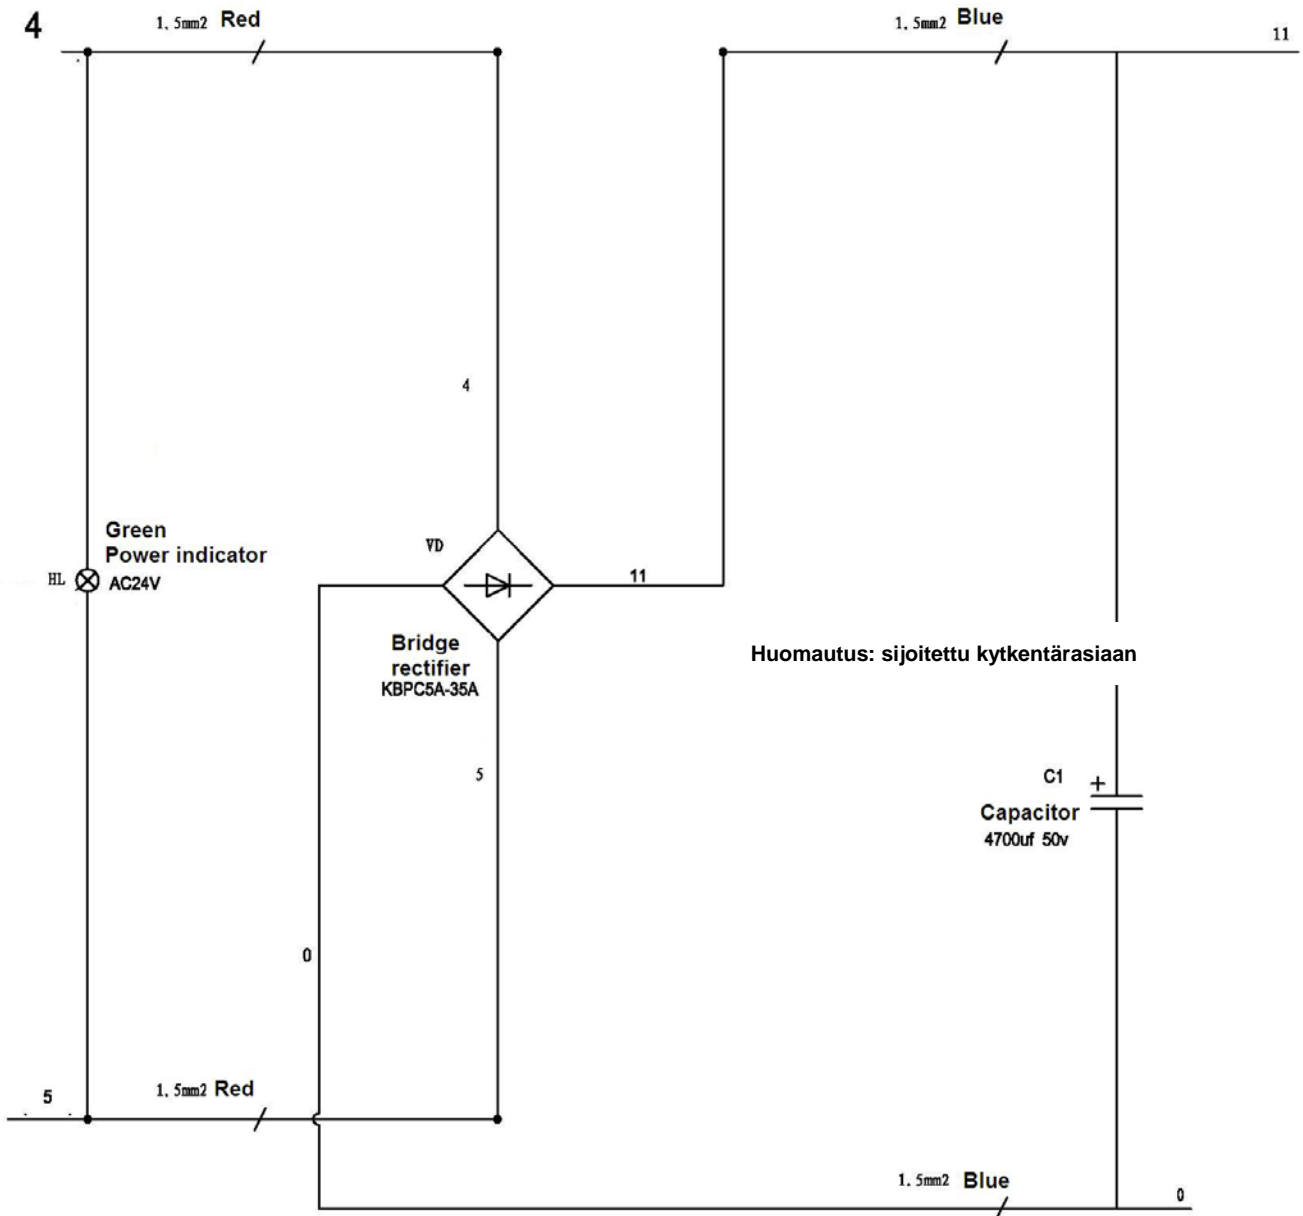 4
1.5mm2 Red
1.5mm2 Blue
11
4
Green
Power indicator
HL
AC24V
VD
11
Bridge
rectifier
KBPC5A-35A
Huomautus: sijoitettu kytkentärasiaan
5
C1
+
Capacitor
4700uf 50v
0
5
1.5mm2 Red
1.5mm2 Blue
0